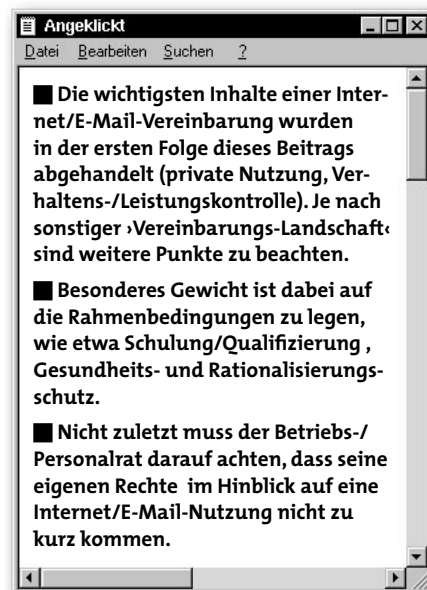 Angeklickt
Datei Bearbeiten Suchen ?
■ Die wichtigsten Inhalte einer Inter-
net/E-Mail-Vereinbarung wurden
in der ersten Folge dieses Beitrags
abgehandelt (private Nutzung, Ver-
haltens-/Leistungskontrolle). Je nach
sonstiger ›Vereinbarungs-Landschaft‹
sind weitere Punkte zu beachten.
■ Besonderes Gewicht ist dabei auf
die Rahmenbedingungen zu legen,
wie etwa Schulung/Qualifizierung ,
Gesundheits- und Rationalisierungs-
schutz.
■ Nicht zuletzt muss der Betriebs-/
Personalrat darauf achten, dass seine
eigenen Rechte im Hinblick auf eine
Internet/E-Mail-Nutzung nicht zu
kurz kommen.